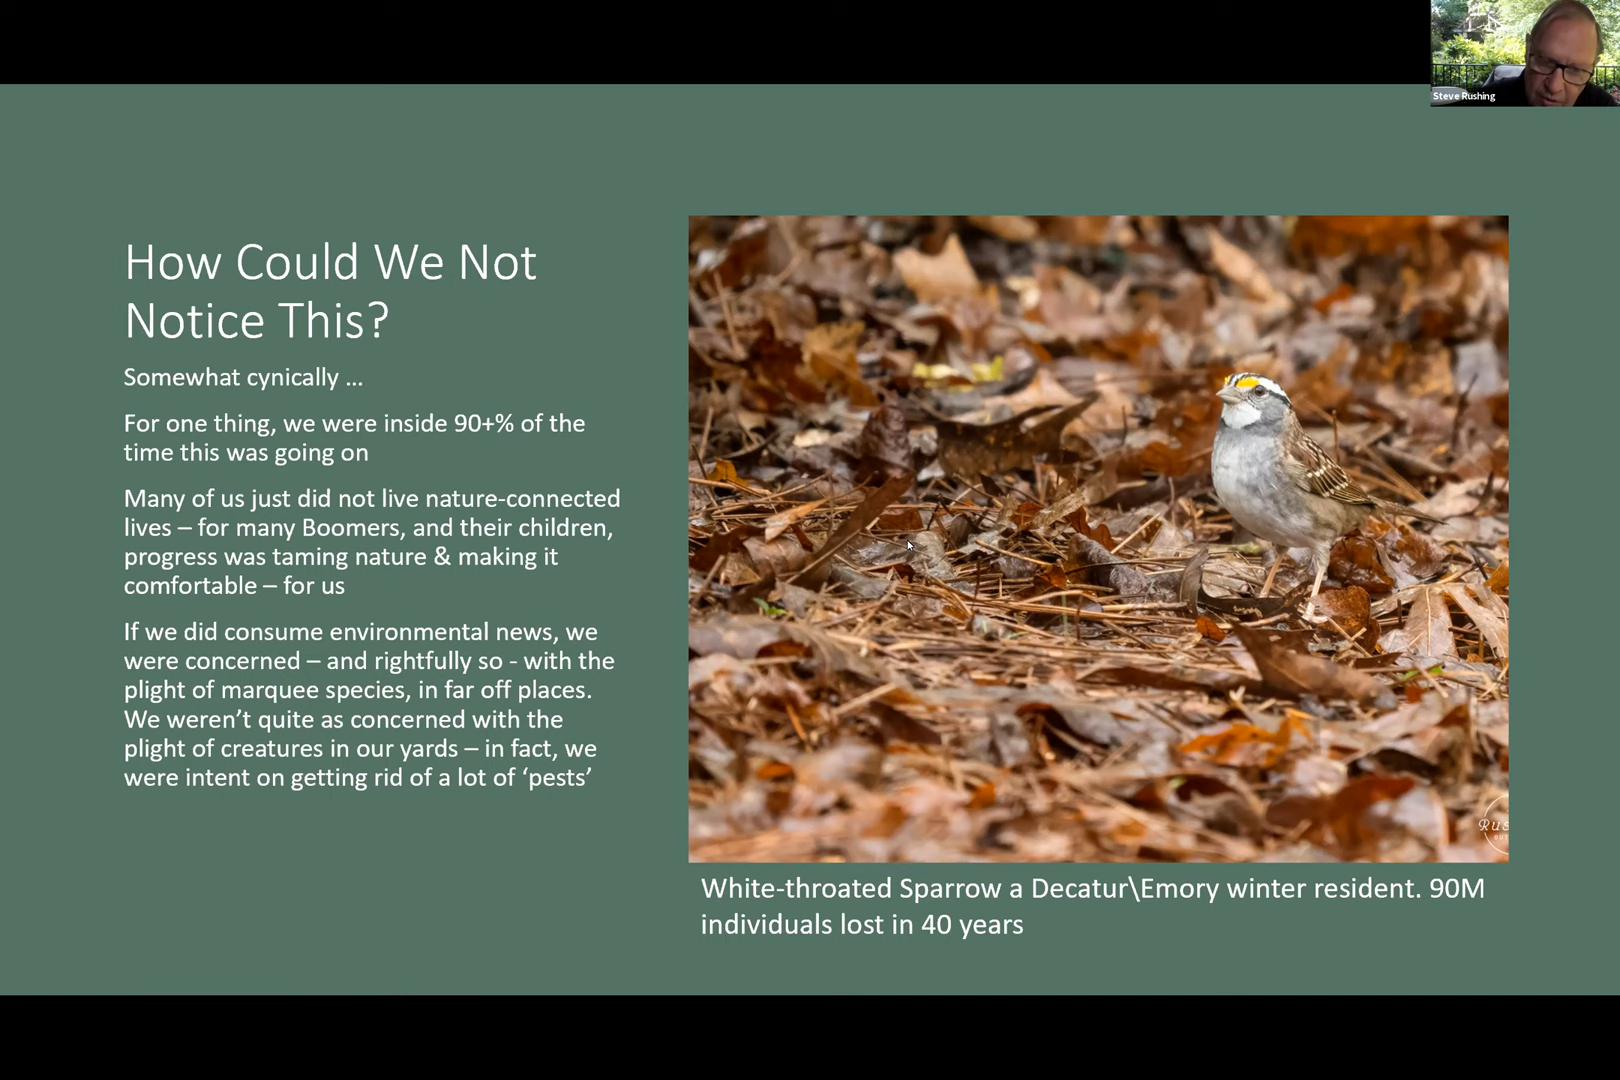 Steve Rushing
How Could We Not
Notice This?
Somewhat cynically ...
For one thing, we were inside 90+% of the
time this was going on
Many of us just did not live nature-connected
lives – for many Boomers, and their children,
progress was taming nature & making it
comfortable – for us
If we did consume environmental news, we
were concerned – and rightfully so - with the
plight of marquee species, in far off places.
We weren’t quite as concerned with the
plight of creatures in our yards – in fact, we
were intent on getting rid of a lot of ‘pests’
White-throated Sparrow a Decatur\Emory winter resident. 90M
individuals lost in 40 years